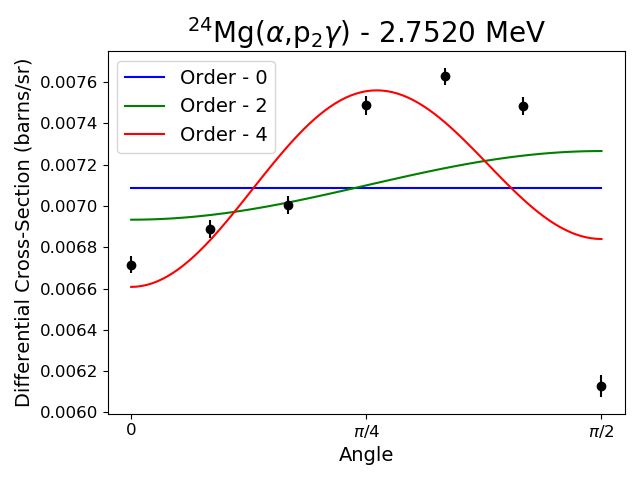 ²⁴Mg(α,p₂γ) - 2.7520 MeV
Order - 0
Order - 2
Order - 4
Differential Cross-Section (barns/sr)
0.0076
0.0074
0.0072
0.0070
0.0068
0.0066
0.0064
0.0062
0.0060
0
π/4
π/2
Angle